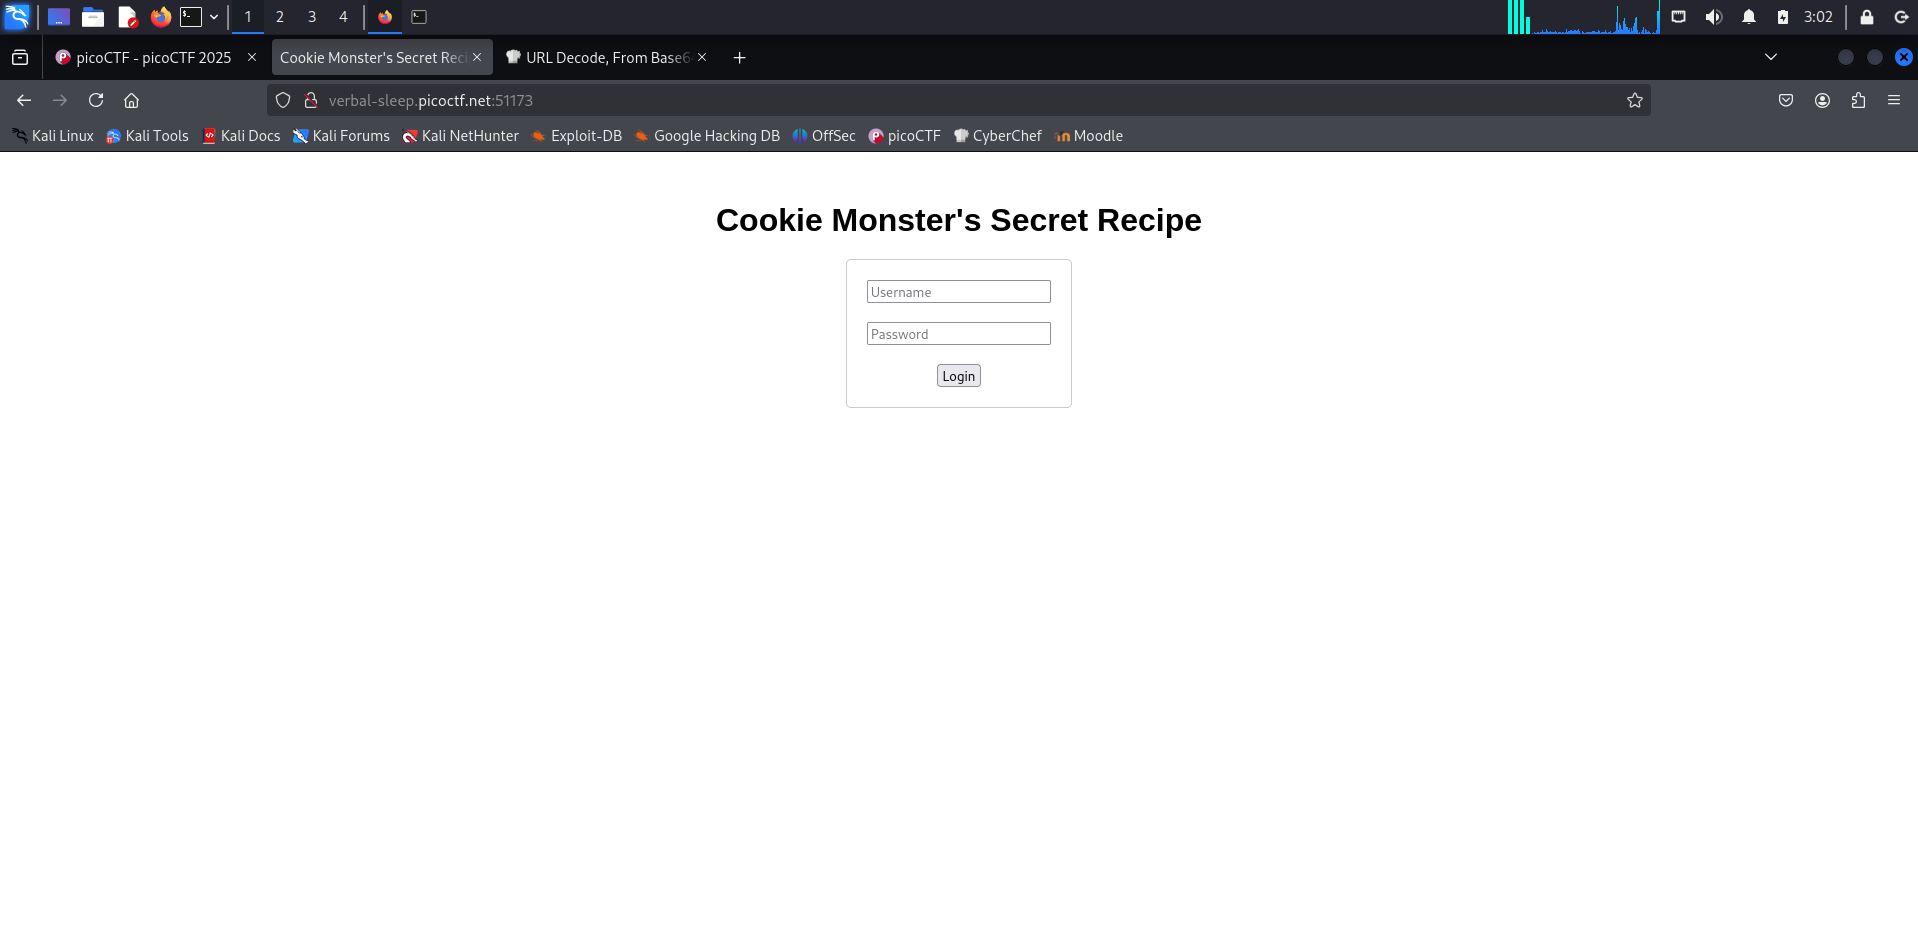 1 2 3 4 3:02
picoCTF - picoCTF 2025 Cookie Monster's Secret Reci URL Decode, From Base6
verbal-sleep.picoctf.net:51173
Kali Linux Kali Tools Kali Docs Kali Forums Kali NetHunter Exploit-DB Google Hacking DB OffSec picoCTF CyberChef Moodle
Cookie Monster's Secret Recipe
Username
Password
Login